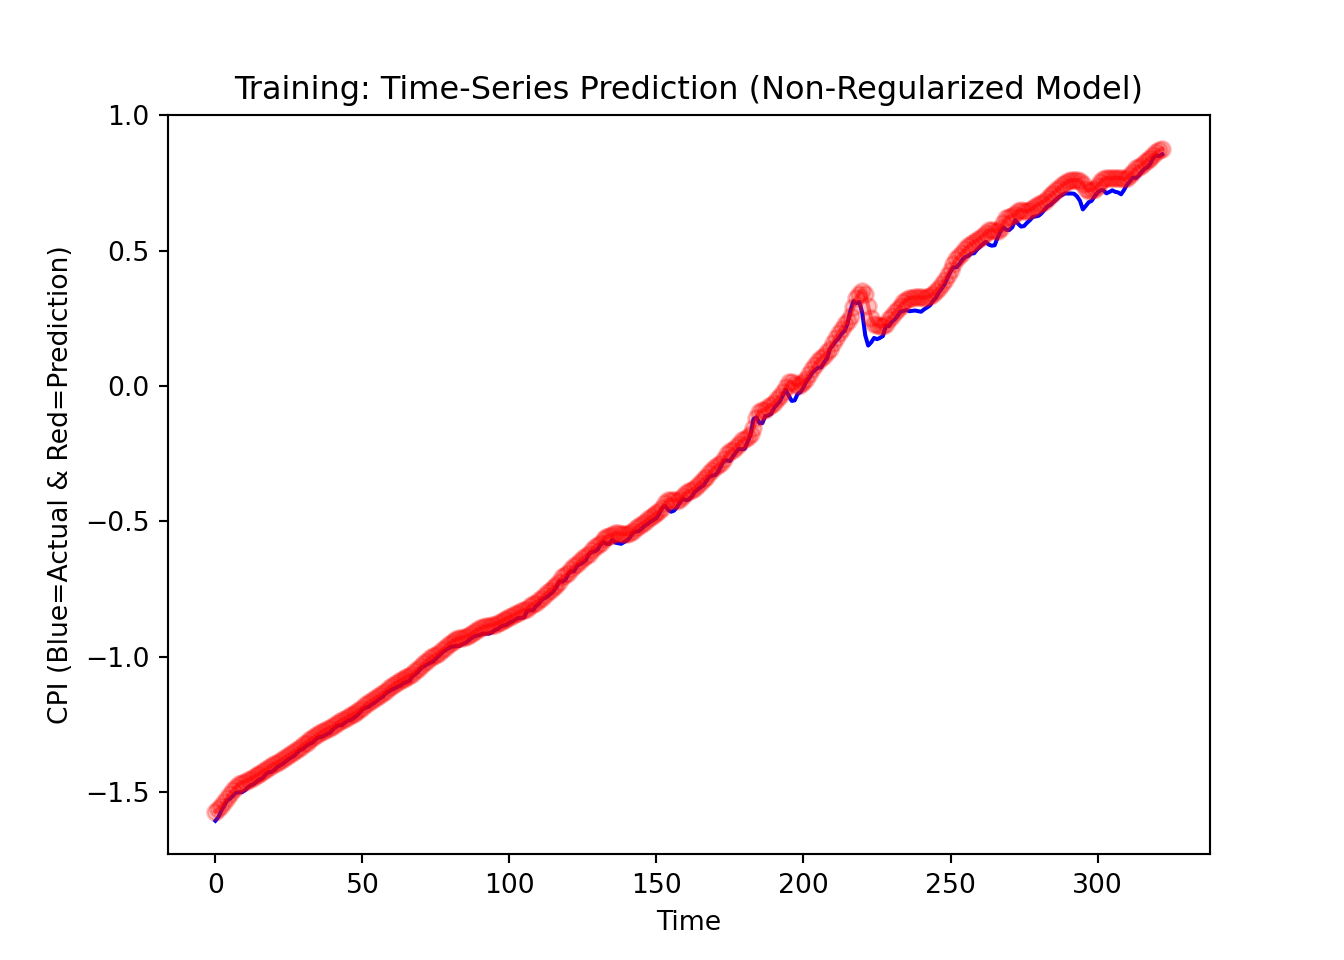 Training: Time-Series Prediction (Non-Regularized Model)
1.0
0.5
0.0
−0.5
−1.0
−1.5
CPI (Blue=Actual & Red=Prediction)
0 50 100 150 200 250 300
Time